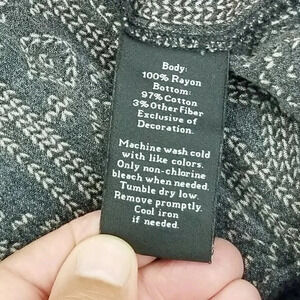 Body:
100% Rayon
Bottom:
97% Cotton
3% Other Fiber
Exclusive of
Decoration.
Machine wash cold
with like colors.
Only non-chlorine
bleach when needed.
Tumble dry low
Remove promptly.
Cool iron
if needed.